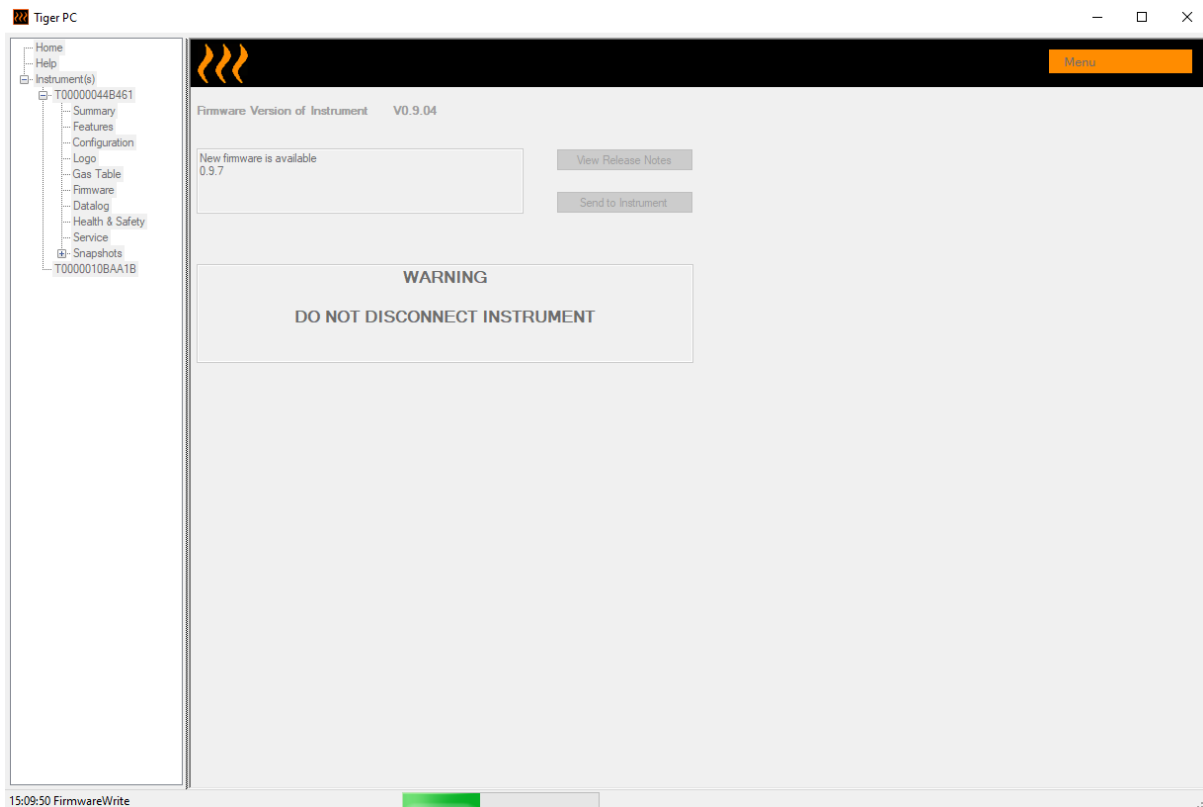 Tiger PC
Home
Help
Instrument(s)
T00000044B461
Summary
Features
Configuration
Logo
Gas Table
Firmware
Datalog
Health & Safety
Service
Snapshots
T0000010BAA1B
Menu
Firmware Version of Instrument V0.9.04
New firmware is available
0.9.7
View Release Notes
Send to Instrument
WARNING
DO NOT DISCONNECT INSTRUMENT
15:09:50 FirmwareWrite